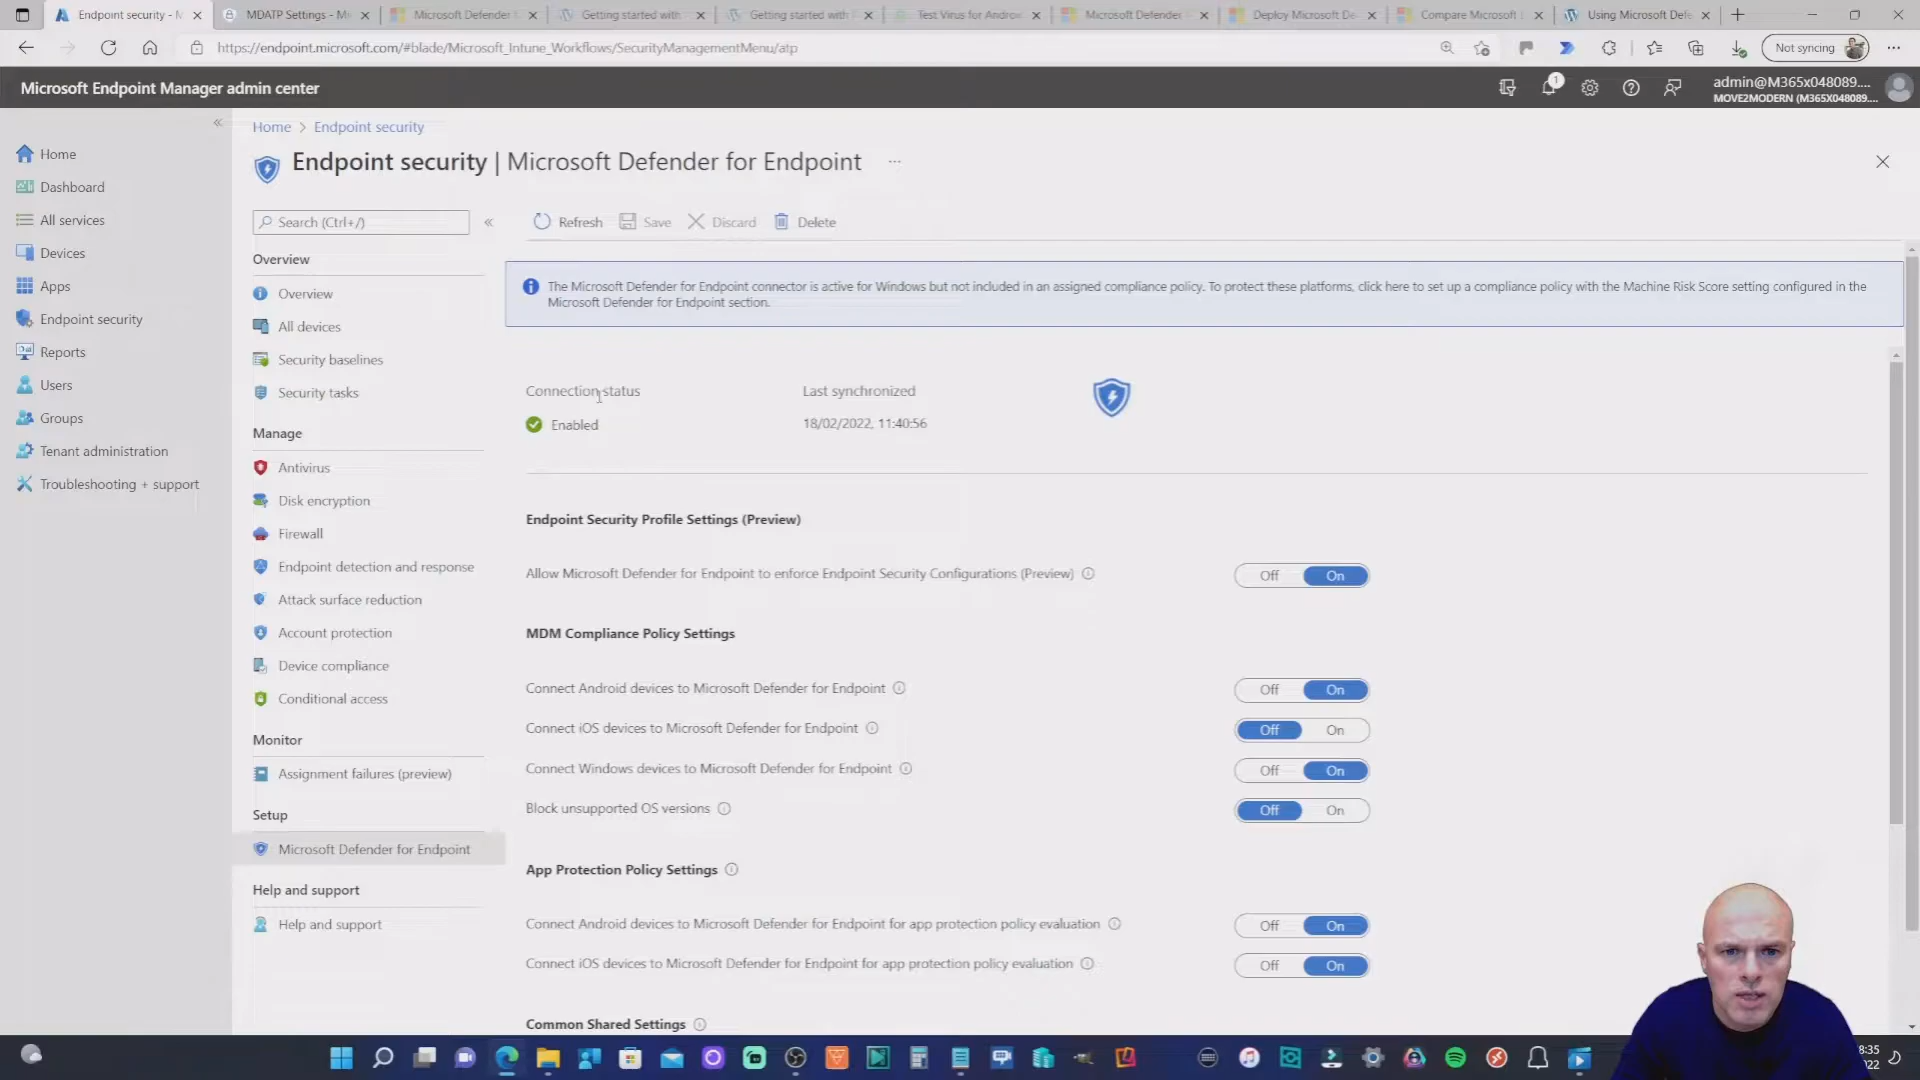 Endpoint security - M
MDATP Settings - M
Microsoft Defender
Getting started with
Getting started with
Test Virus for Androi
Microsoft Defender
Deploy Microsoft De
Compare Microsoft
Using Microsoft Def
https://endpoint.microsoft.com/#blade/Microsoft_Intune_Workflows/SecurityManagementMenu/atp
Not syncing
Microsoft Endpoint Manager admin center
1
admin@M365x048089....
MOVE2MODERN (M365X048089....
Home
Dashboard
All services
Devices
Apps
Endpoint security
Reports
Users
Groups
Tenant administration
Troubleshooting + support
Home > Endpoint security
Endpoint security | Microsoft Defender for Endpoint ...
Search (Ctrl+/)
Overview
Overview
All devices
Security baselines
Security tasks
Manage
Antivirus
Disk encryption
Firewall
Endpoint detection and response
Attack surface reduction
Account protection
Device compliance
Conditional access
Monitor
Assignment failures (preview)
Setup
Microsoft Defender for Endpoint
Help and support
Help and support
Refresh Save Discard Delete
The Microsoft Defender for Endpoint connector is active for Windows but not included in an assigned compliance policy. To protect these platforms, click here to set up a compliance policy with the Machine Risk Score setting configured in the
Microsoft Defender for Endpoint section.
Connection status Last synchronized
Enabled 18/02/2022, 11:40:56
Endpoint Security Profile Settings (Preview)
Allow Microsoft Defender for Endpoint to enforce Endpoint Security Configurations (Preview) Off On
MDM Compliance Policy Settings
Connect Android devices to Microsoft Defender for Endpoint Off On
Connect iOS devices to Microsoft Defender for Endpoint Off On
Connect Windows devices to Microsoft Defender for Endpoint Off On
Block unsupported OS versions Off On
App Protection Policy Settings
Connect Android devices to Microsoft Defender for Endpoint for app protection policy evaluation Off On
Connect iOS devices to Microsoft Defender for Endpoint for app protection policy evaluation Off On
Common Shared Settings
8:35
022